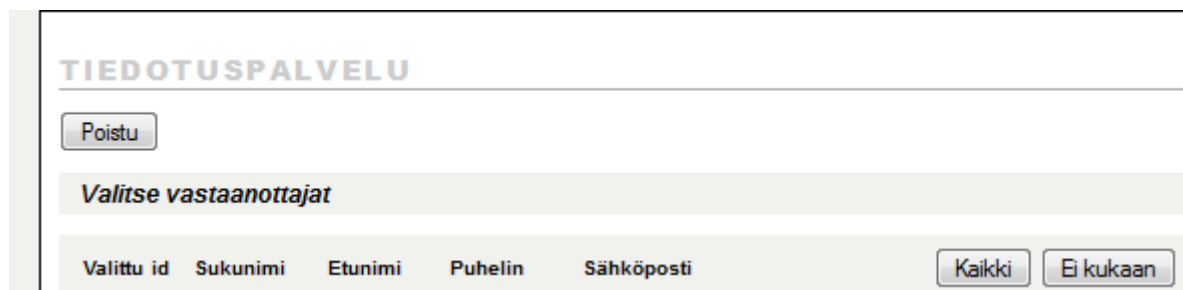 TIEDOTUSPALVELU
Poistu
Valitse vastaanottajat
Valittu id Sukunimi Etunimi Puhelin Sähköposti Kaikki Ei kukaan